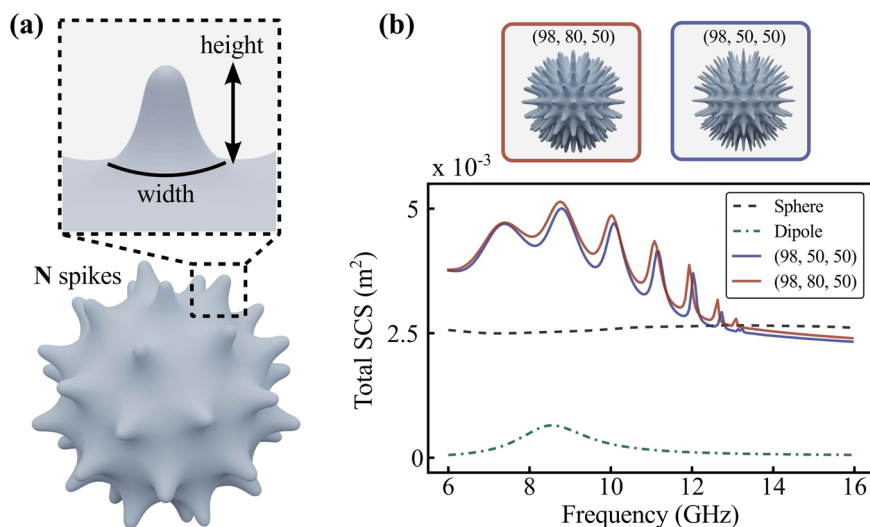 (a)
height
width
N spikes
(b)
(98, 80, 50)
(98, 50, 50)
x 10⁻³
Total SCS (m²)
5
2.5
0
Sphere
Dipole
(98, 50, 50)
(98, 80, 50)
6
8
10
12
14
16
Frequency (GHz)